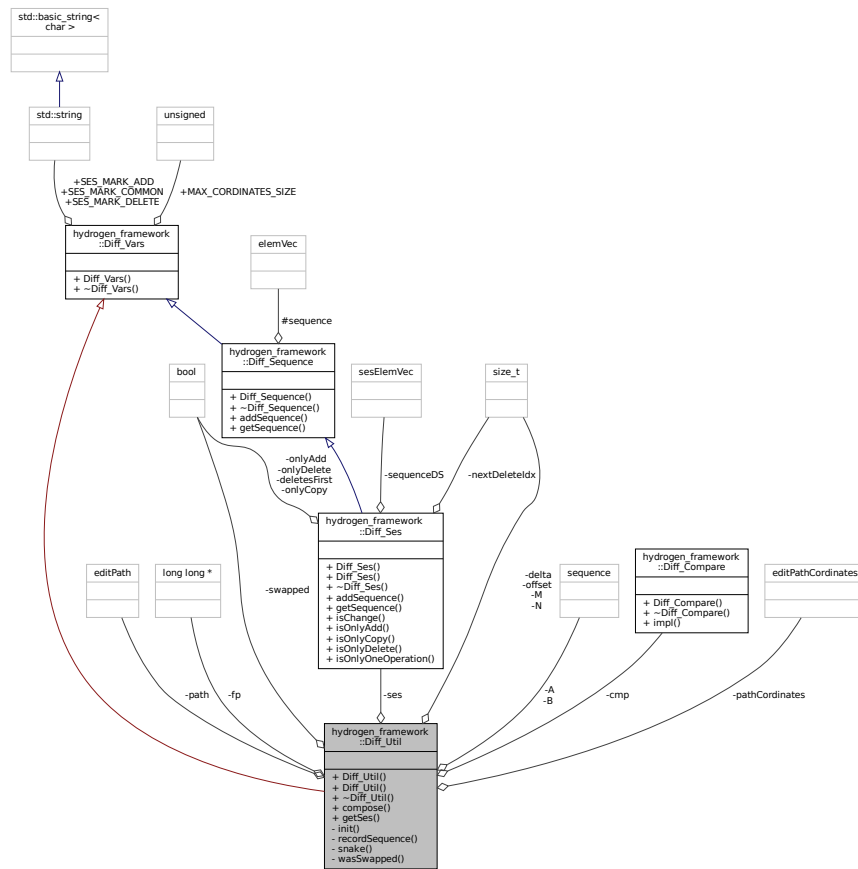 std::basic_string<
char >
std::string
unsigned
+SES_MARK_ADD
+SES_MARK_COMMON
+SES_MARK_DELETE
+MAX_CORDINATES_SIZE
hydrogen_framework
::Diff_Vars
+ Diff_Vars()
+ ~Diff_Vars()
elemVec
#sequence
hydrogen_framework
::Diff_Sequence
+ Diff_Sequence()
+ ~Diff_Sequence()
+ addSequence()
+ getSequence()
bool
sesElemVec
size_t
-onlyAdd
-onlyDelete
-deletesFirst
-onlyCopy
-sequenceDS
-nextDeleteIdx
hydrogen_framework
::Diff_Ses
+ Diff_Ses()
+ Diff_Ses()
+ ~Diff_Ses()
+ addSequence()
+ getSequence()
+ isChange()
+ isOnlyAdd()
+ isOnlyCopy()
+ isOnlyDelete()
+ isOnlyOneOperation()
editPath
long long *
-swapped
-delta
-offset
-M
-N
sequence
hydrogen_framework
::Diff_Compare
+ Diff_Compare()
+ ~Diff_Compare()
+ impl()
editPathCordinates
-path
-fp
-ses
-A
-B
-cmp
-pathCordinates
hydrogen_framework
::Diff_Util
+ Diff_Util()
+ Diff_Util()
+ ~Diff_Util()
+ compose()
+ getSes()
- init()
- recordSequence()
- snake()
- wasSwapped()